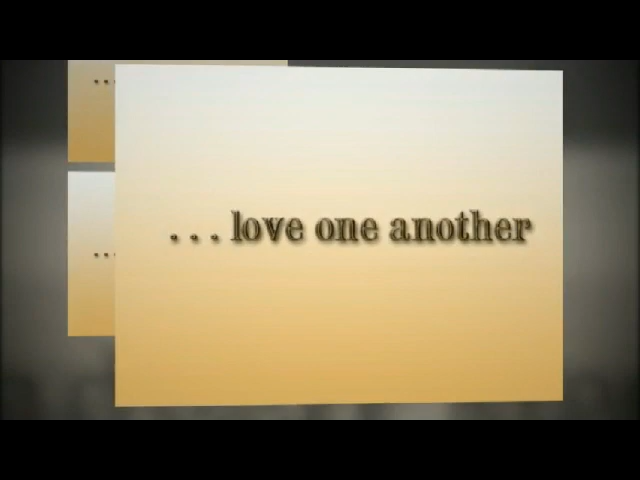 . . . love one another
. .
. .